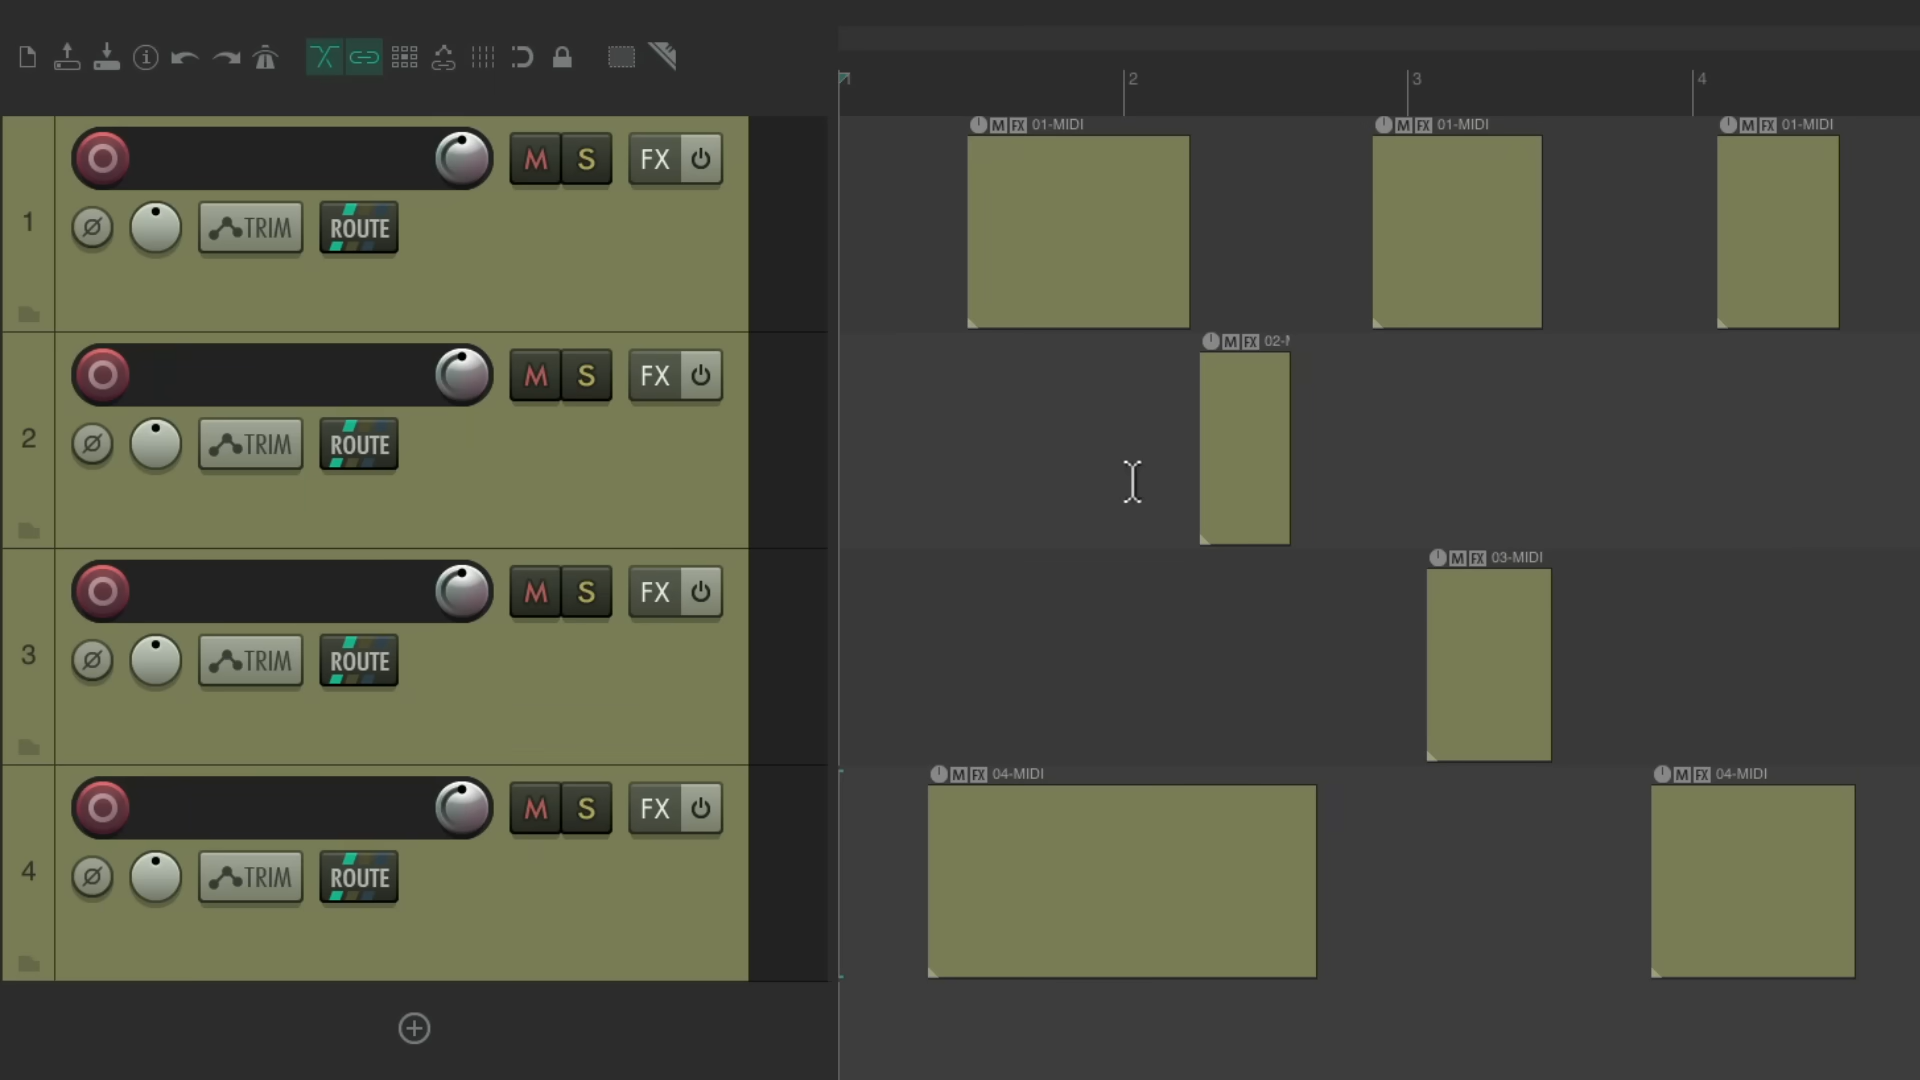 1 2 3 4
M FX 01-MIDI M FX 01-MIDI M FX 01-MIDI
M S FX
1 TRIM ROUTE
M FX 02-
M S FX
2 TRIM ROUTE
M FX 03-MIDI
M S FX
3 TRIM ROUTE
M FX 04-MIDI M FX 04-MIDI
M S FX
4 TRIM ROUTE